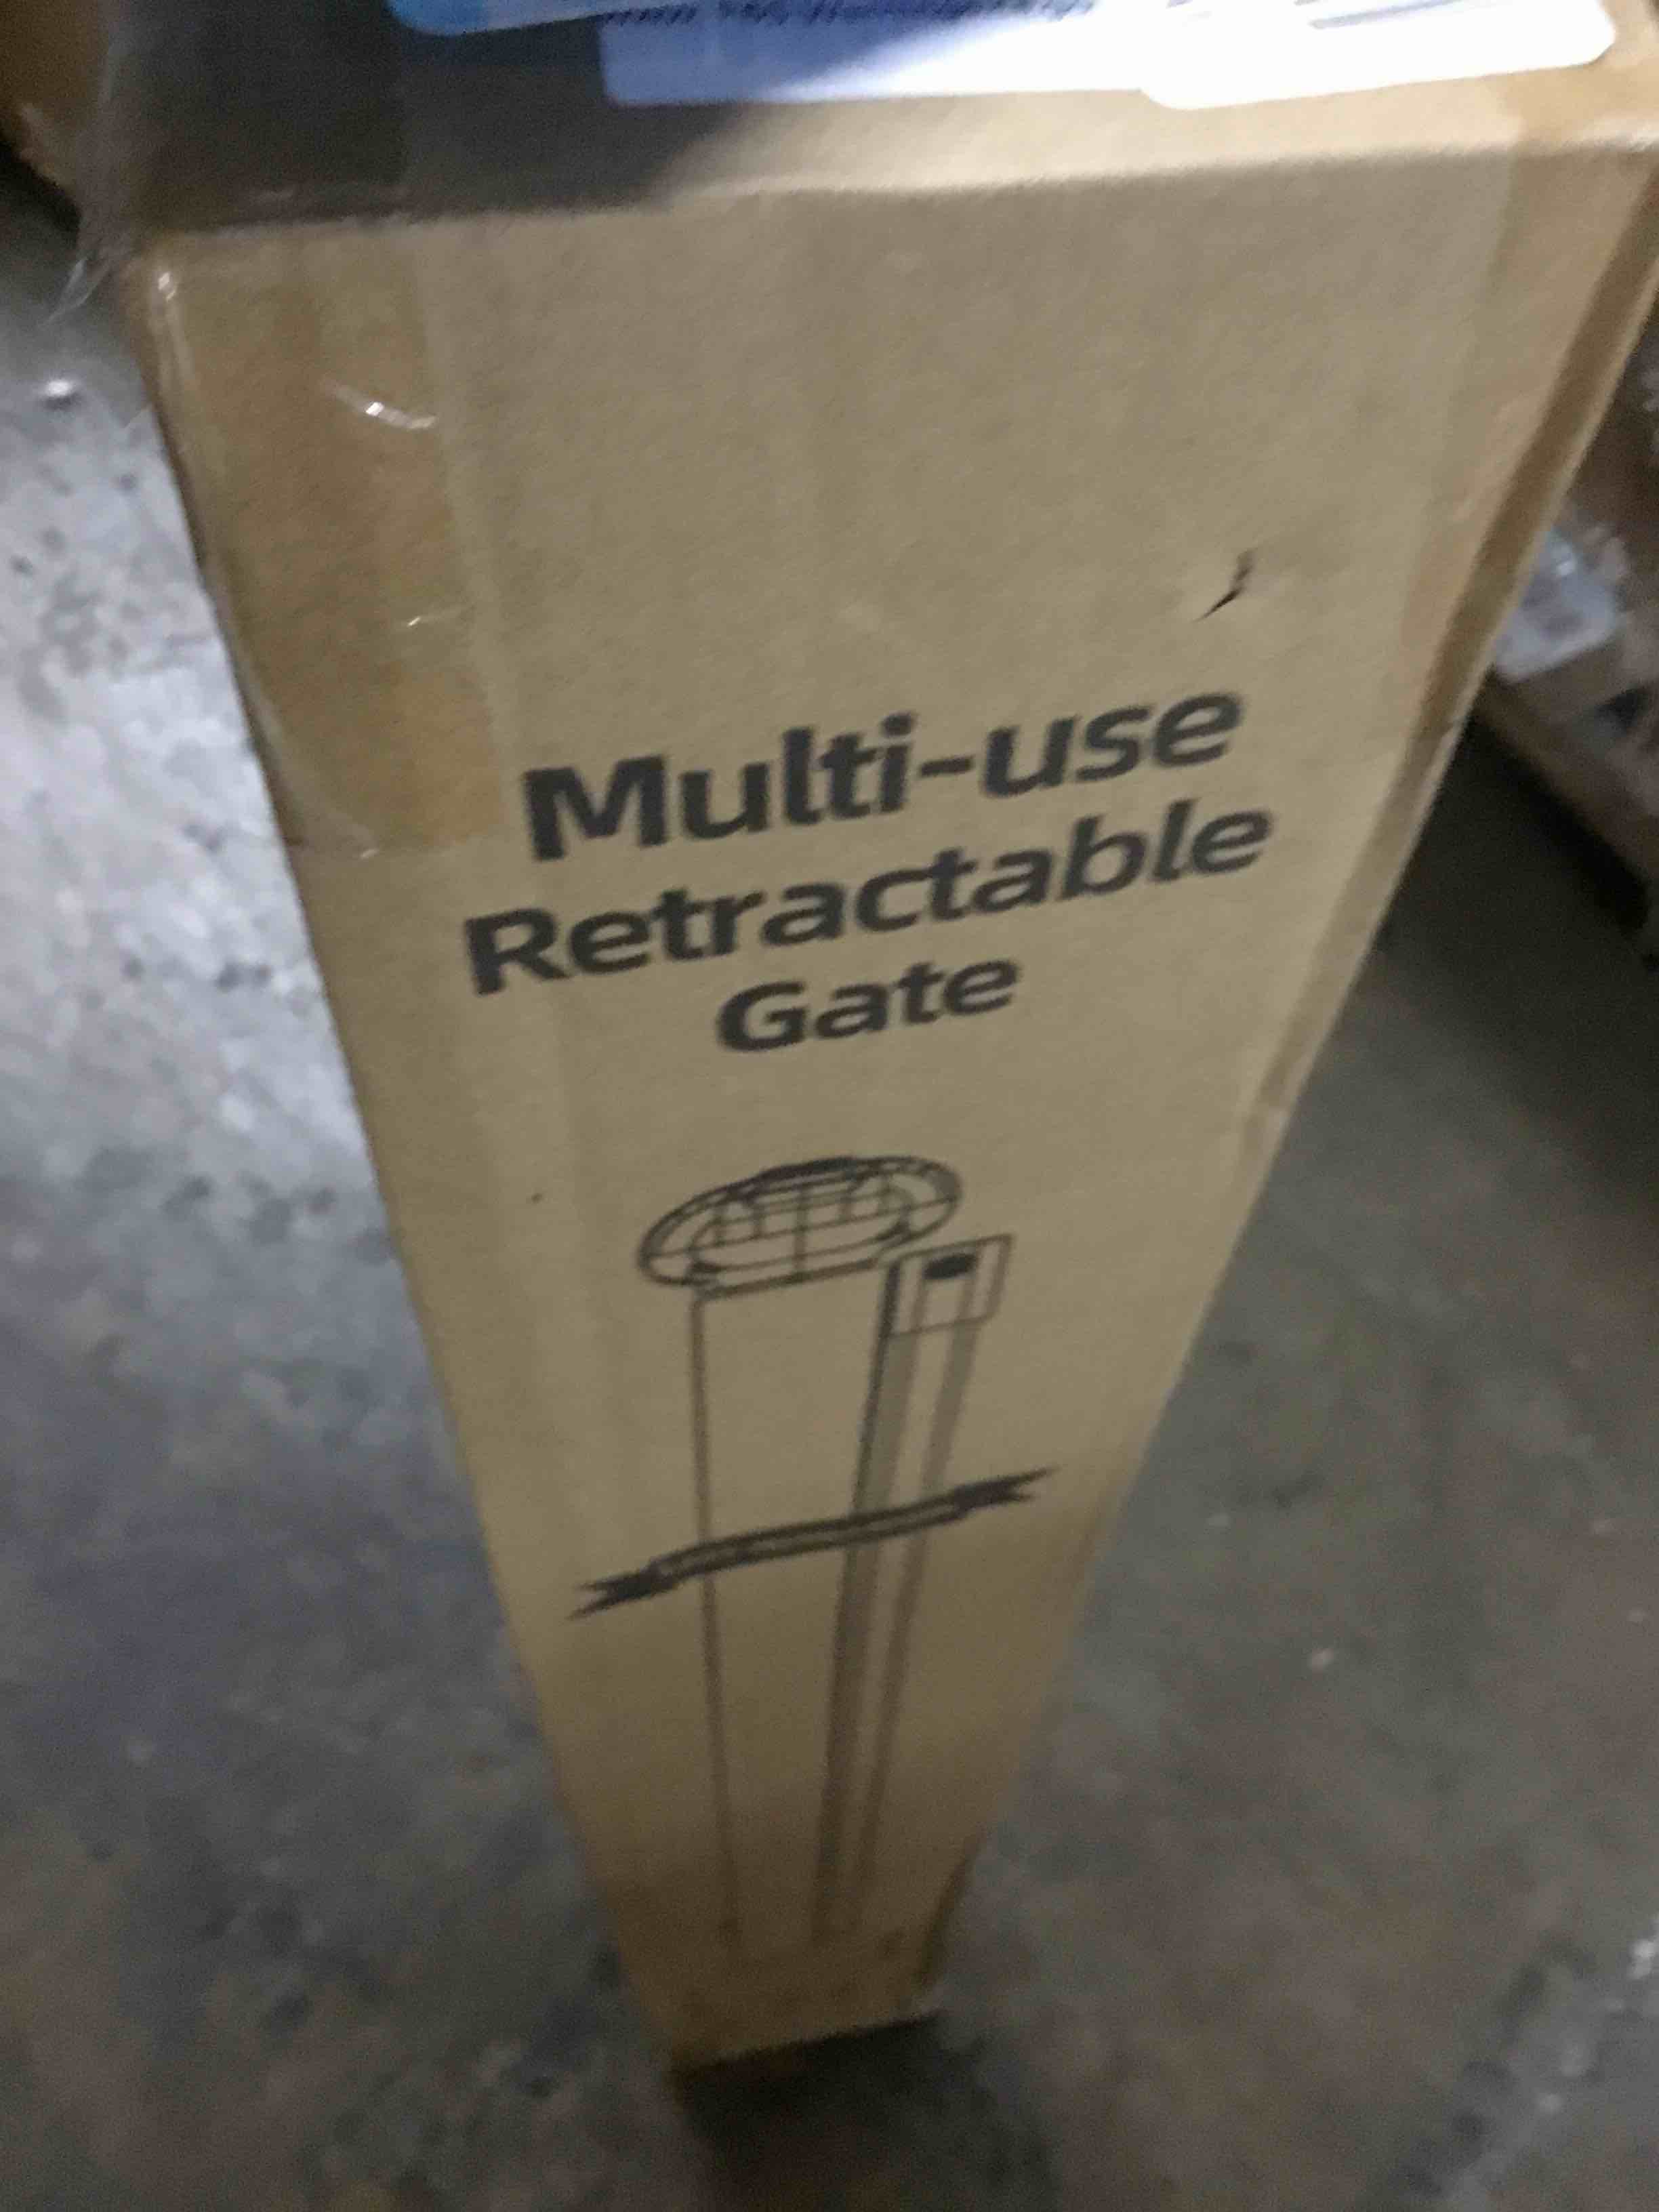 Multi-use
Retractable
Gate